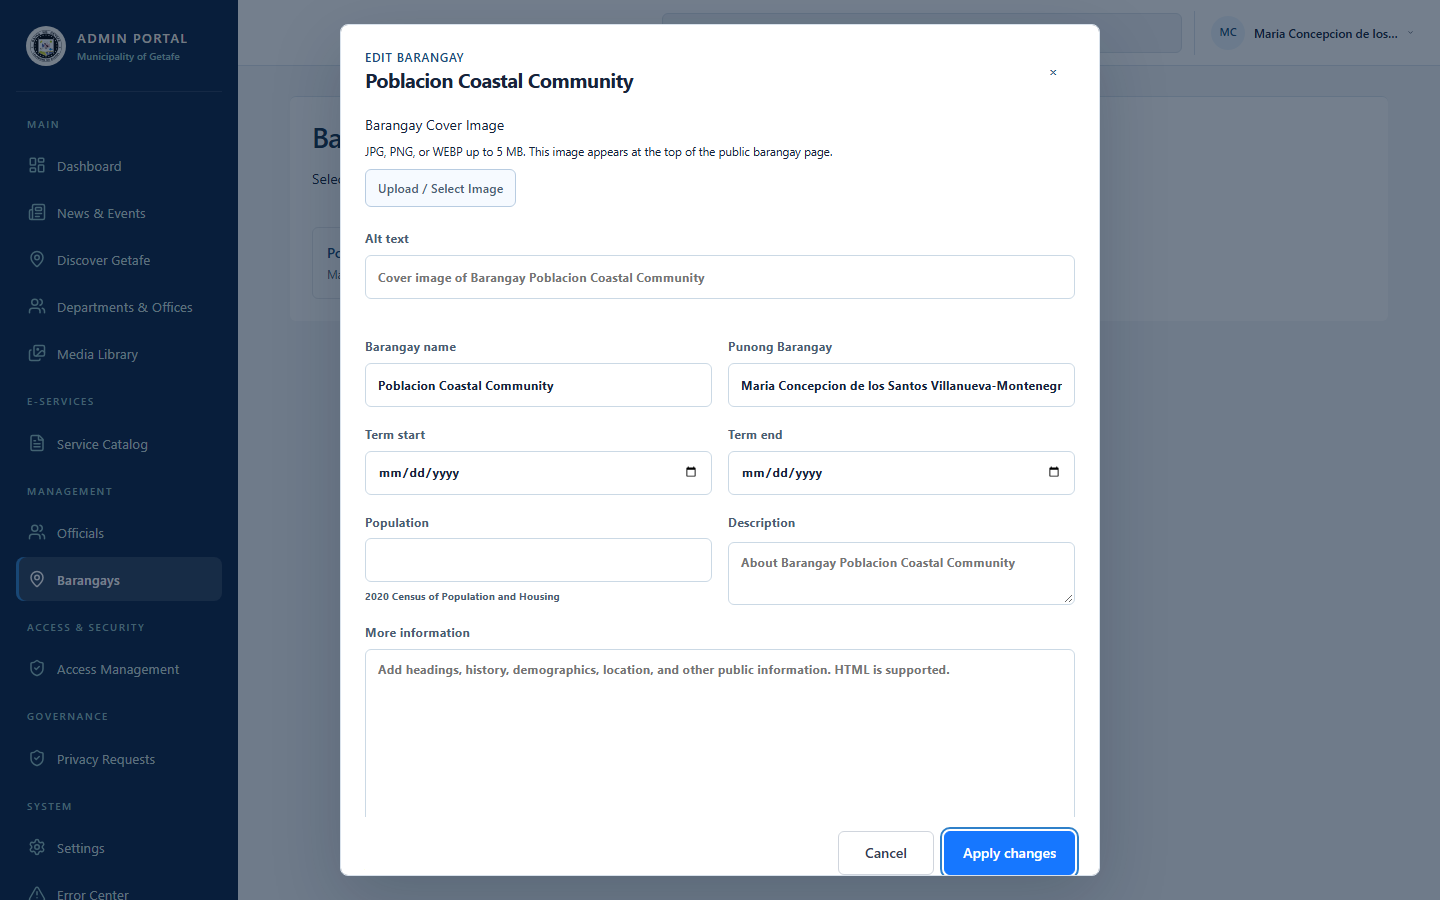 ADMIN PORTAL
Municipality of Getafe
MAIN
Dashboard
News & Events
Discover Getafe
Departments & Offices
Media Library
E-SERVICES
Service Catalog
MANAGEMENT
Officials
Barangays
ACCESS & SECURITY
Access Management
GOVERNANCE
Privacy Requests
SYSTEM
Settings
Error Center
MC
Maria Concepcion de los...
EDIT BARANGAY
Poblacion Coastal Community
×
Barangay Cover Image
JPG, PNG, or WEBP up to 5 MB. This image appears at the top of the public barangay page.
Upload / Select Image
Alt text
Cover image of Barangay Poblacion Coastal Community
Barangay name
Punong Barangay
Poblacion Coastal Community
Maria Concepcion de los Santos Villanueva-Montenegr
Term start
Term end
mm/dd/yyyy
mm/dd/yyyy
Population
Description
About Barangay Poblacion Coastal Community
2020 Census of Population and Housing
More information
Add headings, history, demographics, location, and other public information. HTML is supported.
Cancel
Apply changes